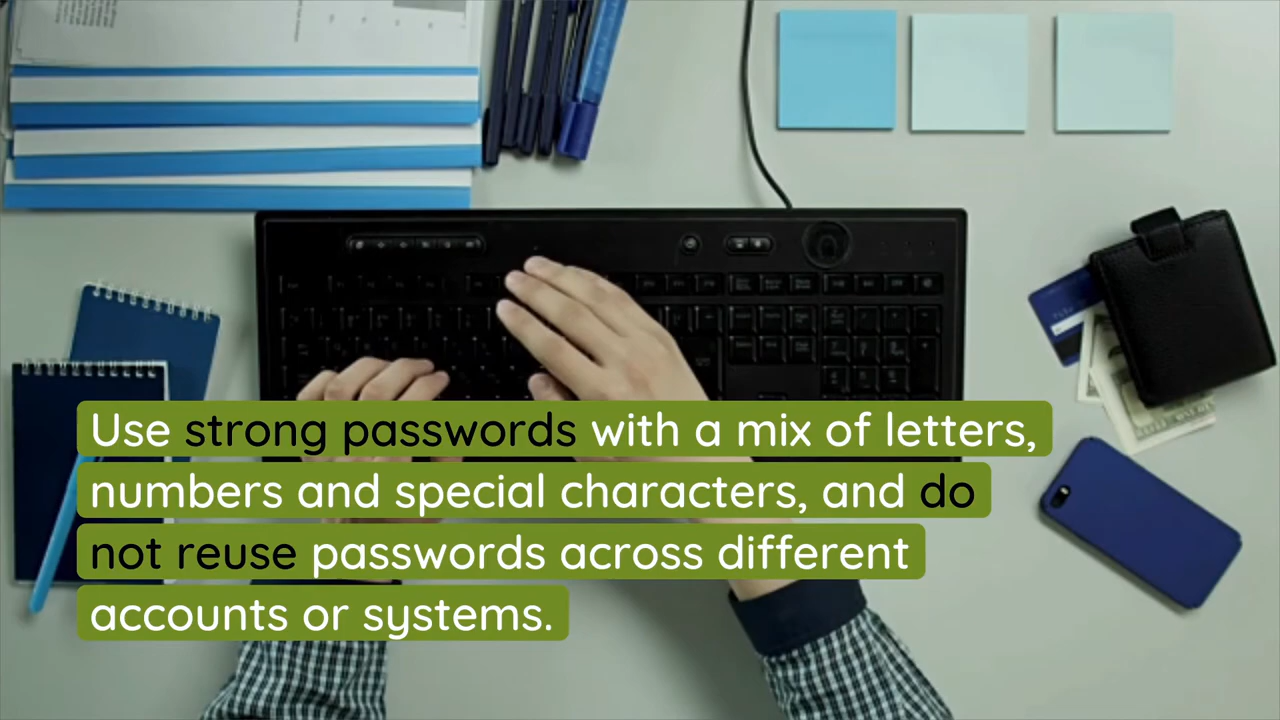 Use strong passwords with a mix of letters,
numbers and special characters, and do
not reuse passwords across different
accounts or systems.